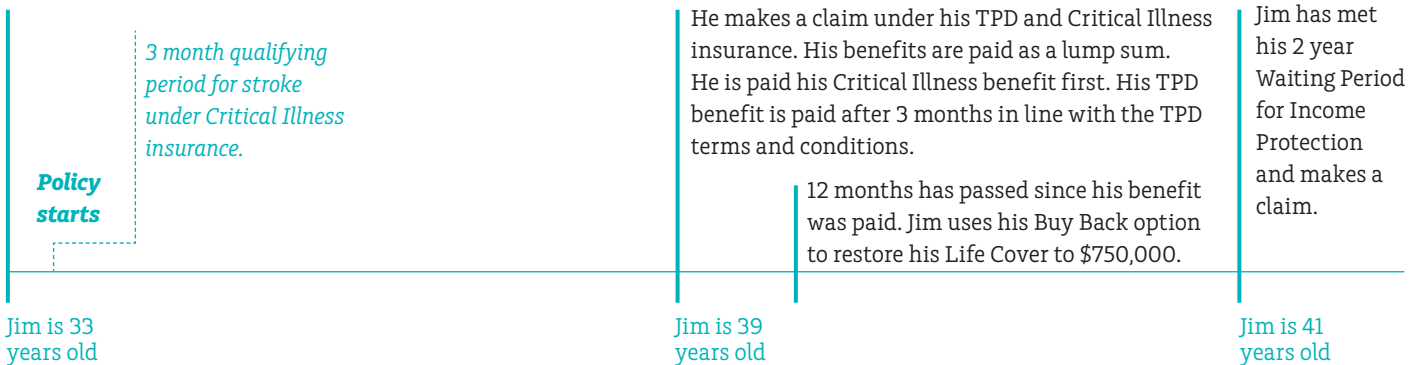 3 month qualifying
period for stroke
under Critical Illness
insurance.
Policy
starts
He makes a claim under his TPD and Critical Illness
insurance. His benefits are paid as a lump sum.
He is paid his Critical Illness benefit first. His TPD
benefit is paid after 3 months in line with the TPD
terms and conditions.
12 months has passed since his benefit
was paid. Jim uses his Buy Back option
to restore his Life Cover to $750,000.
Jim has met
his 2 year
Waiting Period
for Income
Protection
and makes a
claim.
Jim is 33
years old
Jim is 39
years old
Jim is 41
years old